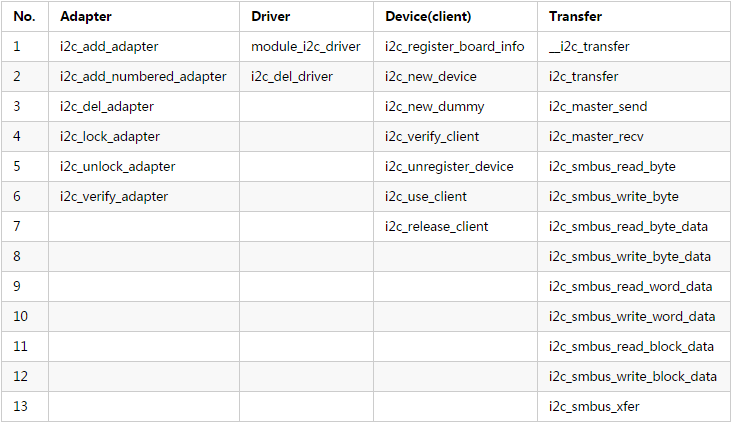 No. Adapter Driver Device(client) Transfer
1 i2c_add_adapter module_i2c_driver i2c_register_board_info __i2c_transfer
2 i2c_add_numbered_adapter i2c_del_driver i2c_new_device i2c_transfer
3 i2c_del_adapter i2c_new_dummy i2c_master_send
4 i2c_lock_adapter i2c_verify_client i2c_master_recv
5 i2c_unlock_adapter i2c_unregister_device i2c_smbus_read_byte
6 i2c_verify_adapter i2c_use_client i2c_smbus_write_byte
7 i2c_release_client i2c_smbus_read_byte_data
8 i2c_smbus_write_byte_data
9 i2c_smbus_read_word_data
10 i2c_smbus_write_word_data
11 i2c_smbus_read_block_data
12 i2c_smbus_write_block_data
13 i2c_smbus_xfer